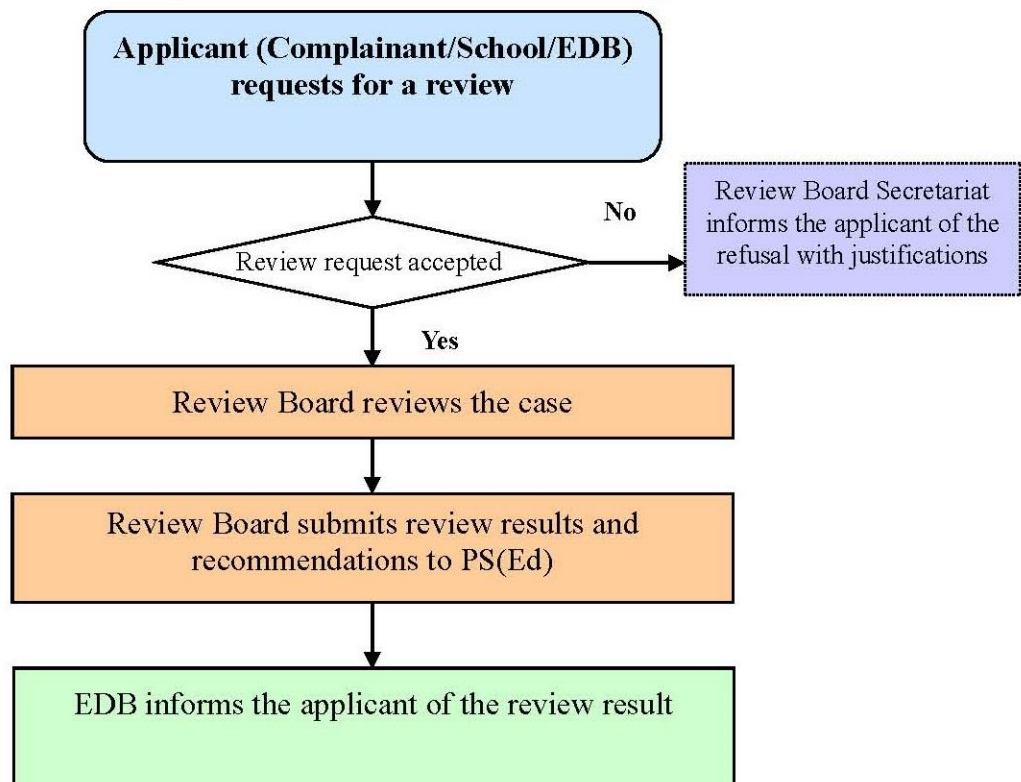 Applicant (Complainant/School/EDB)
requests for a review
Review request accepted
No
Review Board Secretariat
informs the applicant of the
refusal with justifications
Yes
Review Board reviews the case
Review Board submits review results and
recommendations to PS(Ed)
EDB informs the applicant of the review result